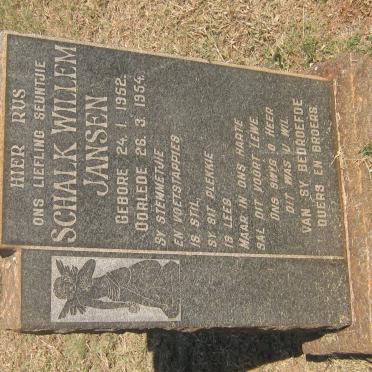 HIER RUS
ONS LIEFLING SEUNTJIE
SCHALK WILLEM
JANSEN
GEBORE 24. 1. 1952.
OORLEDE 26. 3. 1954.
SY STEMMETJIE
EN VOETSTAPPIES
IS STIL,
SY SIT PLEKKIE
IS LEEG
MAAR IN ONS HARTE
SAL DIT VOORT LEWE.
ONS SWYG O HEER
DIT WAS U WIL.
VAN SY BEDROEFDE
OUERS EN BROERS.